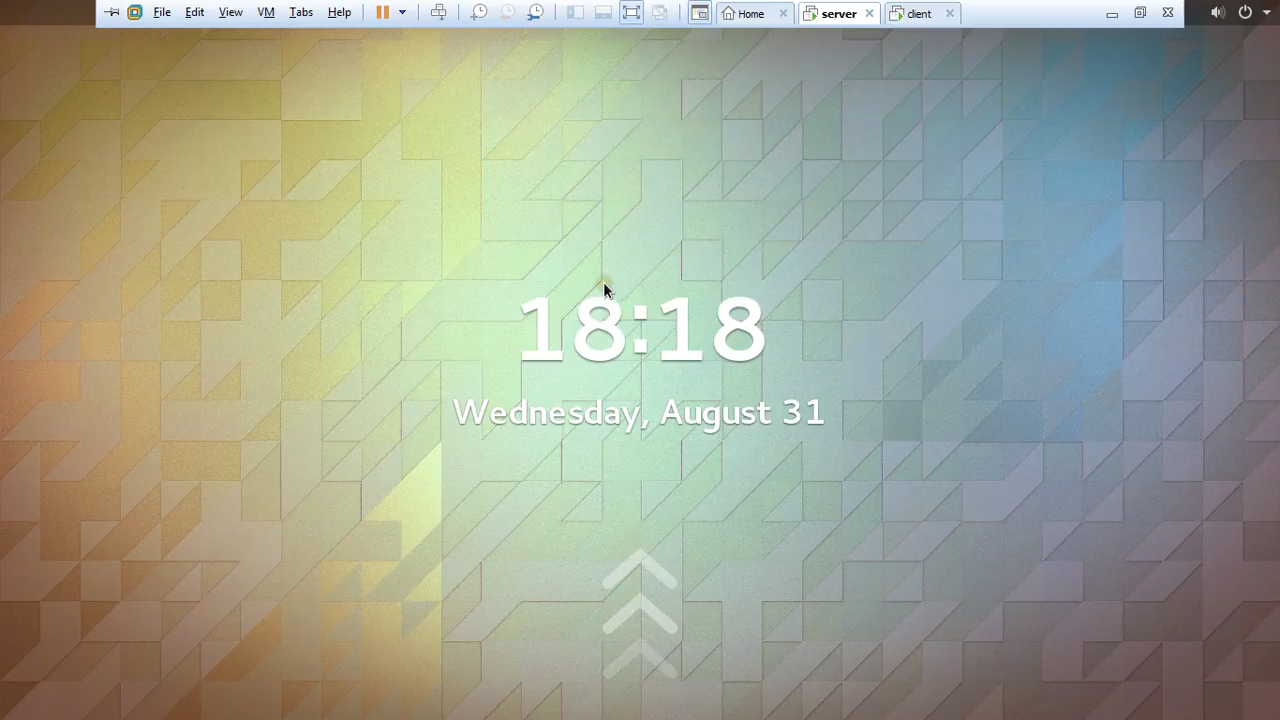 File Edit View VM Tabs Help Home server client
18:18
Wednesday, August 31